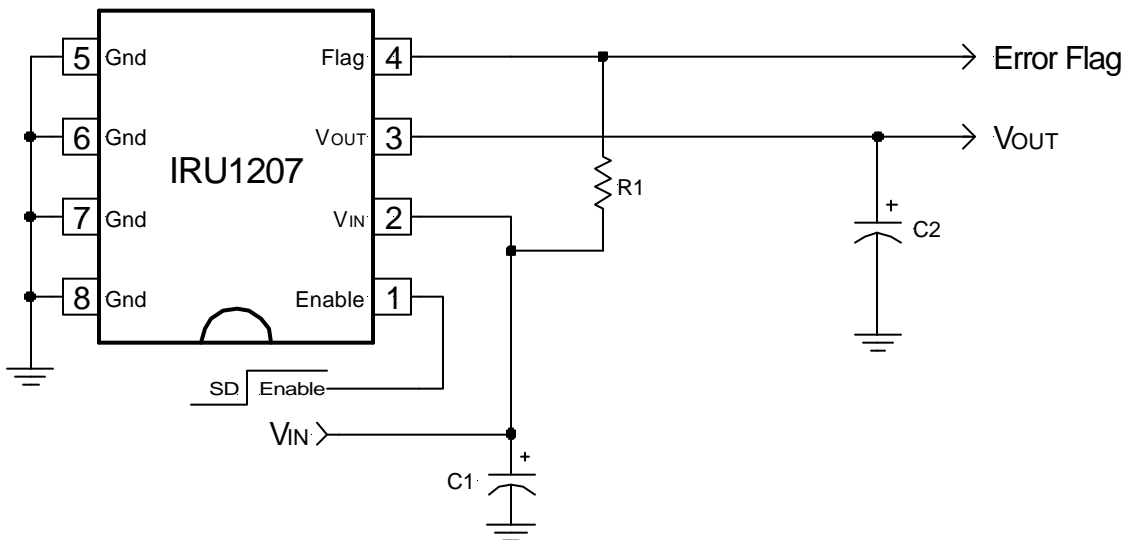 5 Gnd Flag 4 Error Flag
6 Gnd VOUT 3 VOUT
IRU1207
R1
7 Gnd VIN 2
+
C2
8 Gnd Enable 1
SD Enable
VIN
+
C1